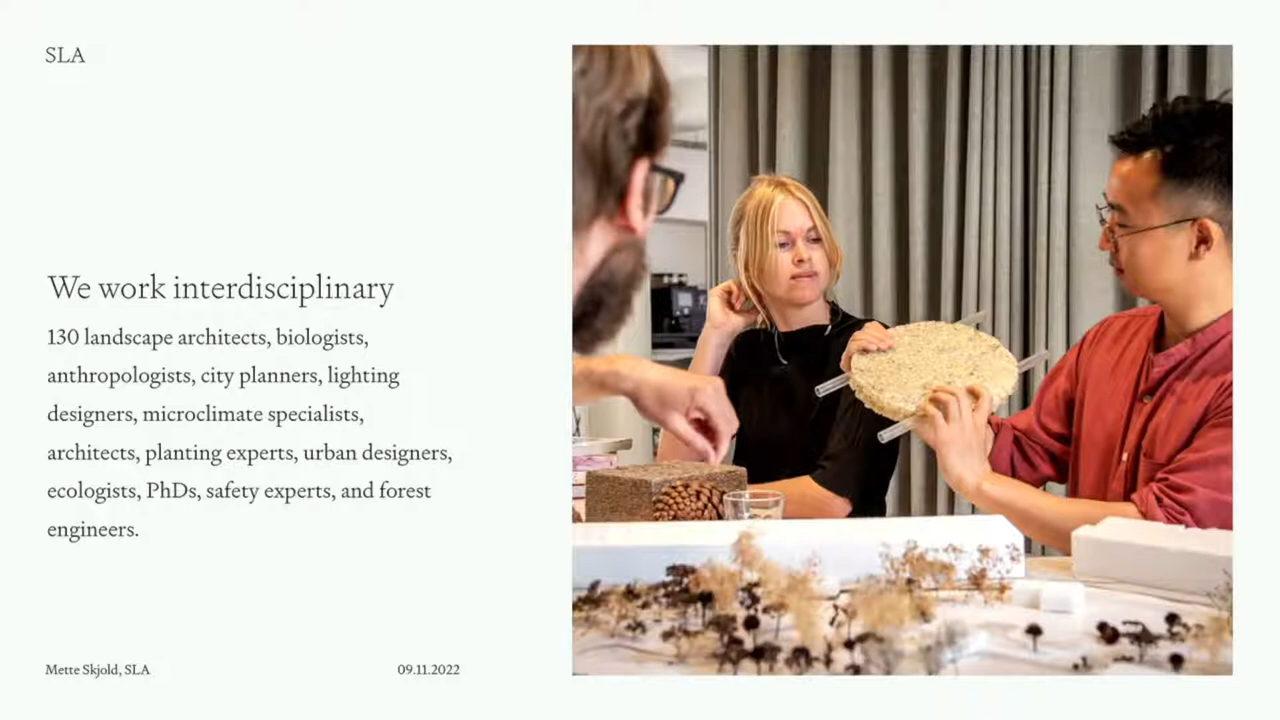 SLA
We work interdisciplinary
130 landscape architects, biologists,
anthropologists, city planners, lighting
designers, microclimate specialists,
architects, planting experts, urban designers,
ecologists, PhDs, safety experts, and forest
engineers.
Mette Skjold, SLA
09.11.2022